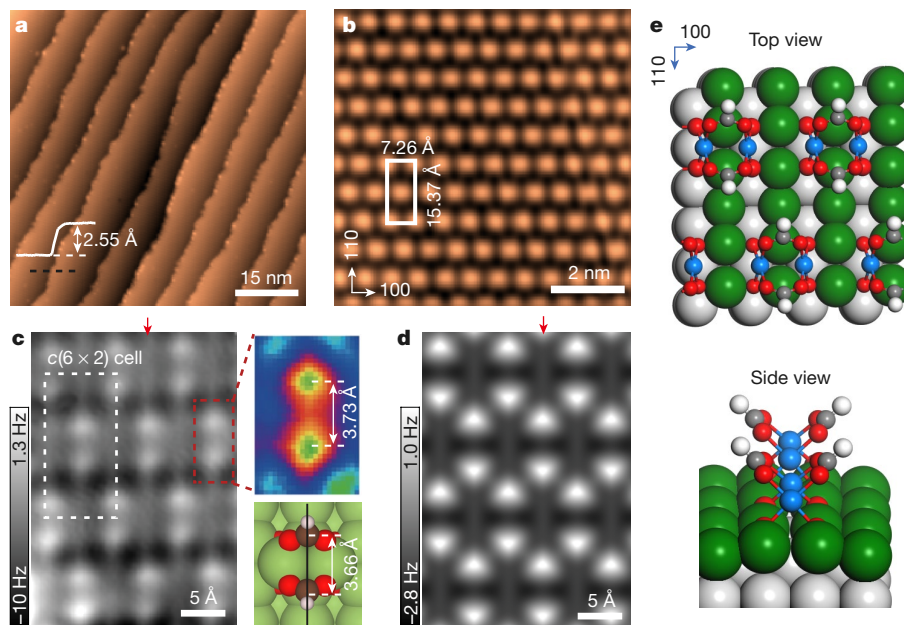 a
2.55 Å
15 nm
b
7.26 Å
15.37 Å
110
100
2 nm
c
c(6 × 2) cell
1.3 Hz
–10 Hz
5 Å
3.73 Å
3.66 Å
d
1.0 Hz
–2.8 Hz
5 Å
e
100
110
Top view
Side view